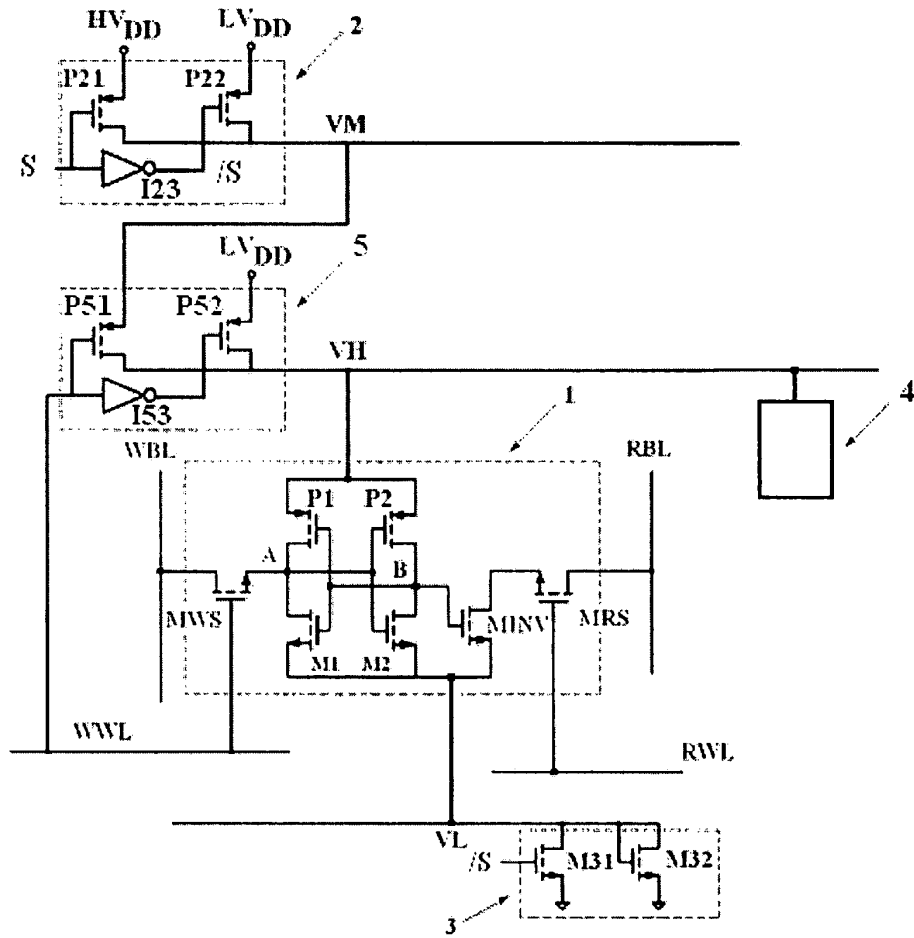 HVDD
LVDD
2
P21
P22
VM
S
I23
/S
LVDD
5
P51
P52
VH
I53
1
4
WBL
RBL
P1
P2
A
B
MWS
M1
M2
MINV
MRS
WWL
RWL
VL
/S
M31
M32
3